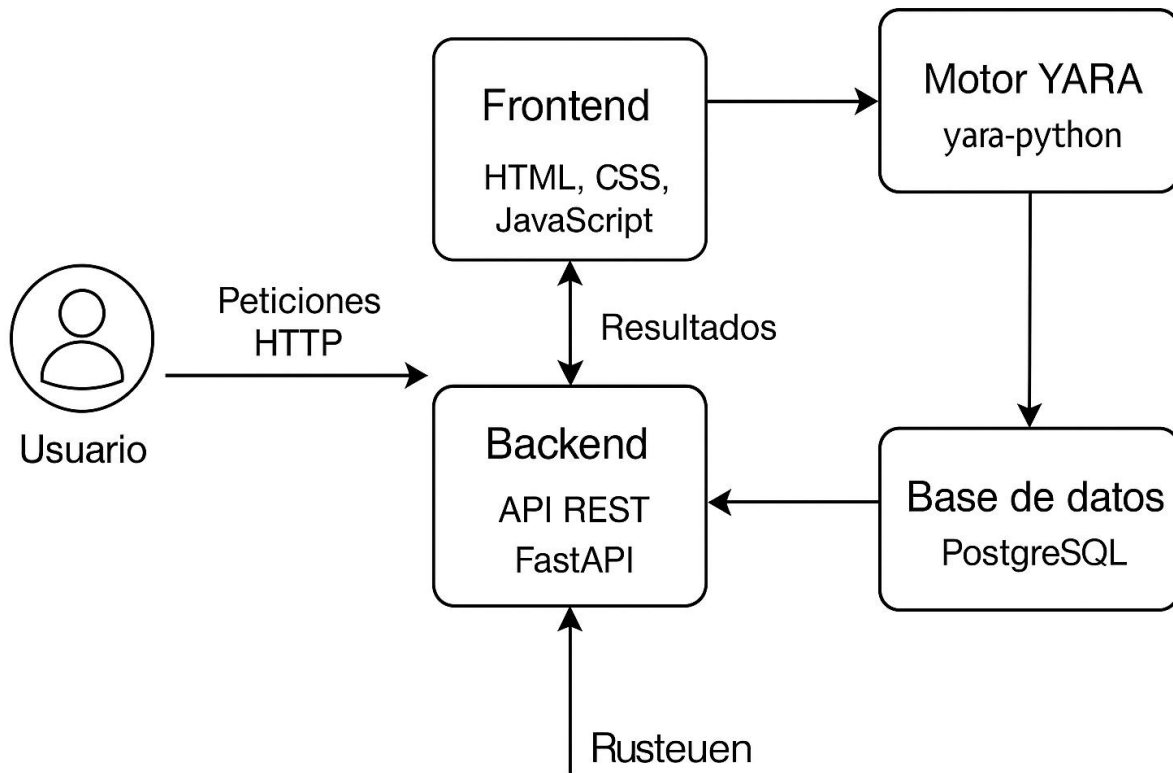 Frontend
HTML, CSS,
JavaScript
Motor YARA
yara-python
Peticiones
HTTP
Usuario
Resultados
Backend
API REST
FastAPI
Base de datos
PostgreSQL
Rusteuen